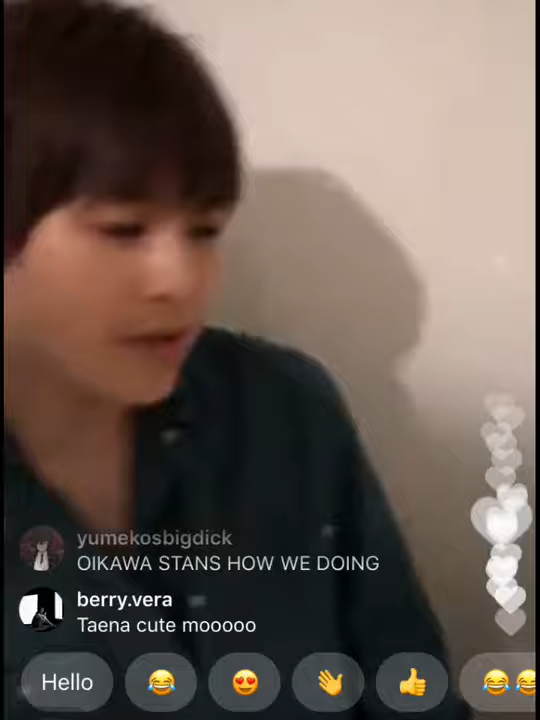 yumekosbigdick
OIKAWA STANS HOW WE DOING
berry.vera
Taena cute mooooo
Hello